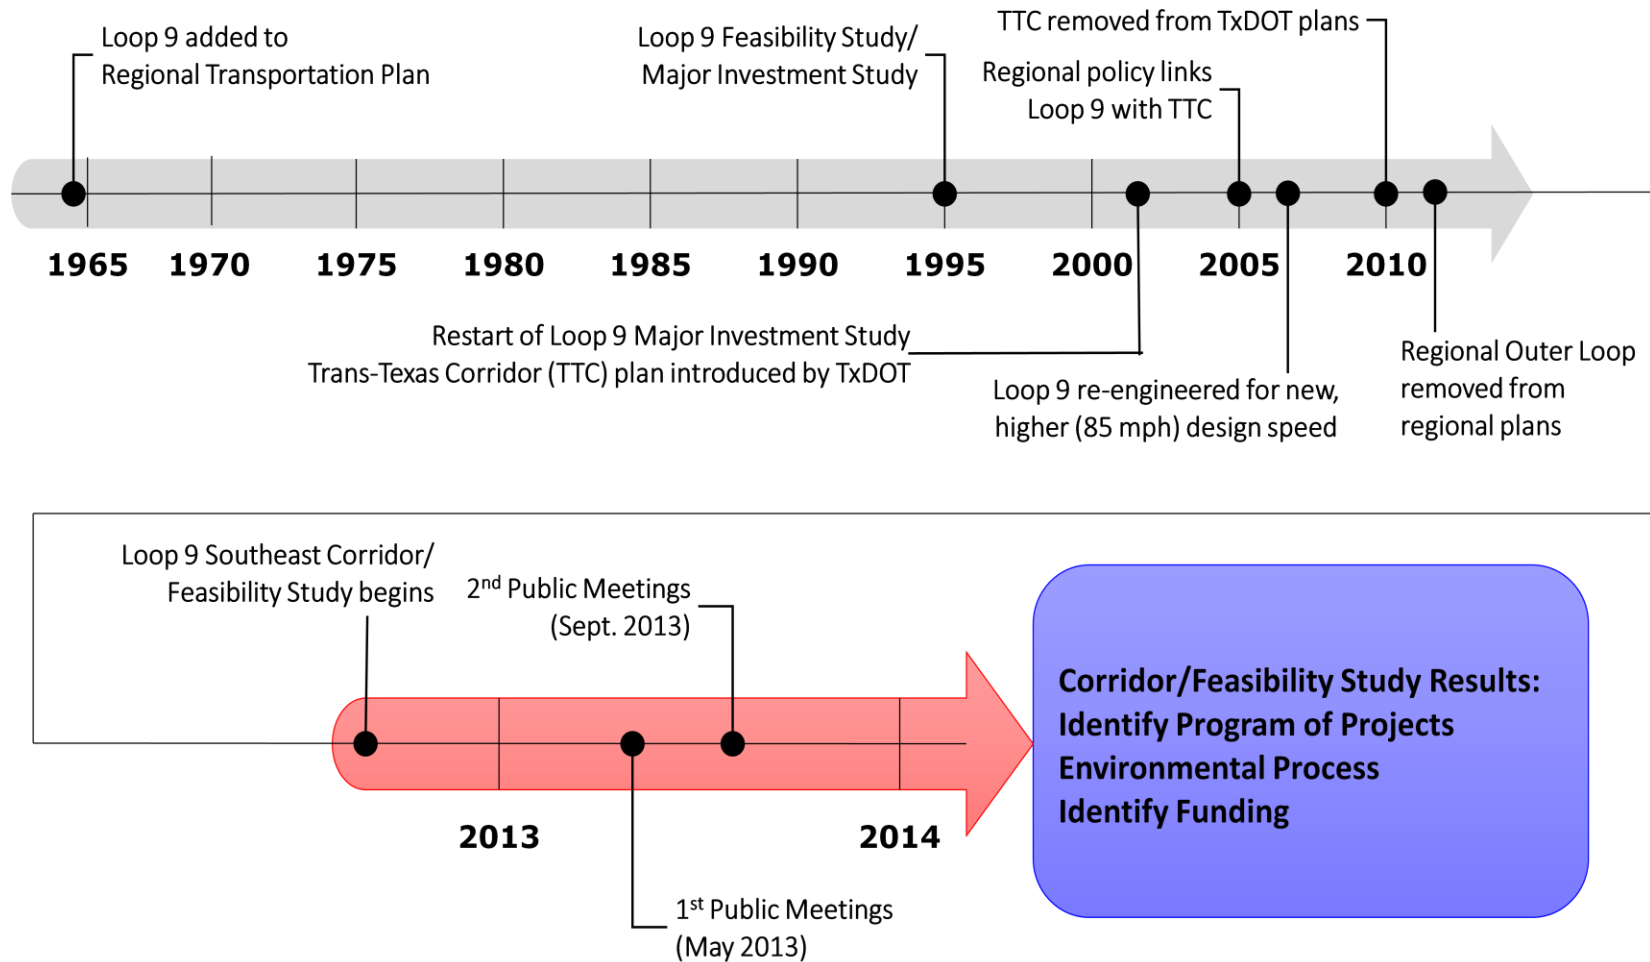 Loop 9 added to
Regional Transportation Plan
Loop 9 Feasibility Study/
Major Investment Study
TTC removed from TxDOT plans
Regional policy links
Loop 9 with TTC
1965 1970 1975 1980 1985 1990 1995 2000 2005 2010
Restart of Loop 9 Major Investment Study
Trans-Texas Corridor (TTC) plan introduced by TxDOT
Loop 9 re-engineered for new,
higher (85 mph) design speed
Regional Outer Loop
removed from
regional plans
Loop 9 Southeast Corridor/
Feasibility Study begins
2nd Public Meetings
(Sept. 2013)
2013 2014
1st Public Meetings
(May 2013)
Corridor/Feasibility Study Results:
Identify Program of Projects
Environmental Process
Identify Funding